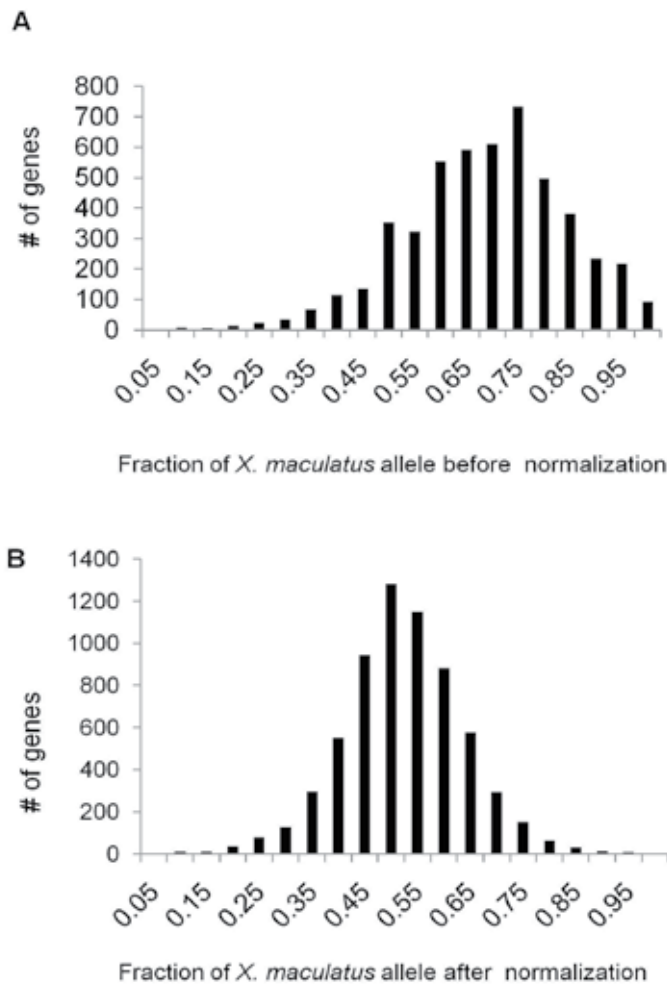 A
800
700
600
500
400
300
200
100
0
# of genes
0.05 0.15 0.25 0.35 0.45 0.55 0.65 0.75 0.85 0.95
Fraction of X. maculatus allele before normalization
B
1400
1200
1000
800
600
400
200
0
# of genes
0.05 0.15 0.25 0.35 0.45 0.55 0.65 0.75 0.85 0.95
Fraction of X. maculatus allele after normalization